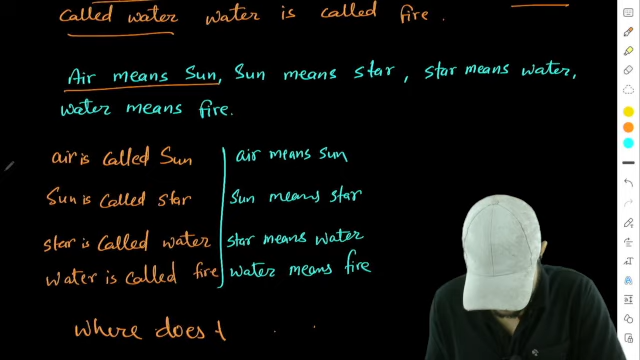 called water water is called fire.
Air means Sun, Sun means star, star means water,
water means fire.
air is called Sun | air means sun
Sun is called star | Sun means star
star is called water | star means water
water is called fire | water means fire
where does t